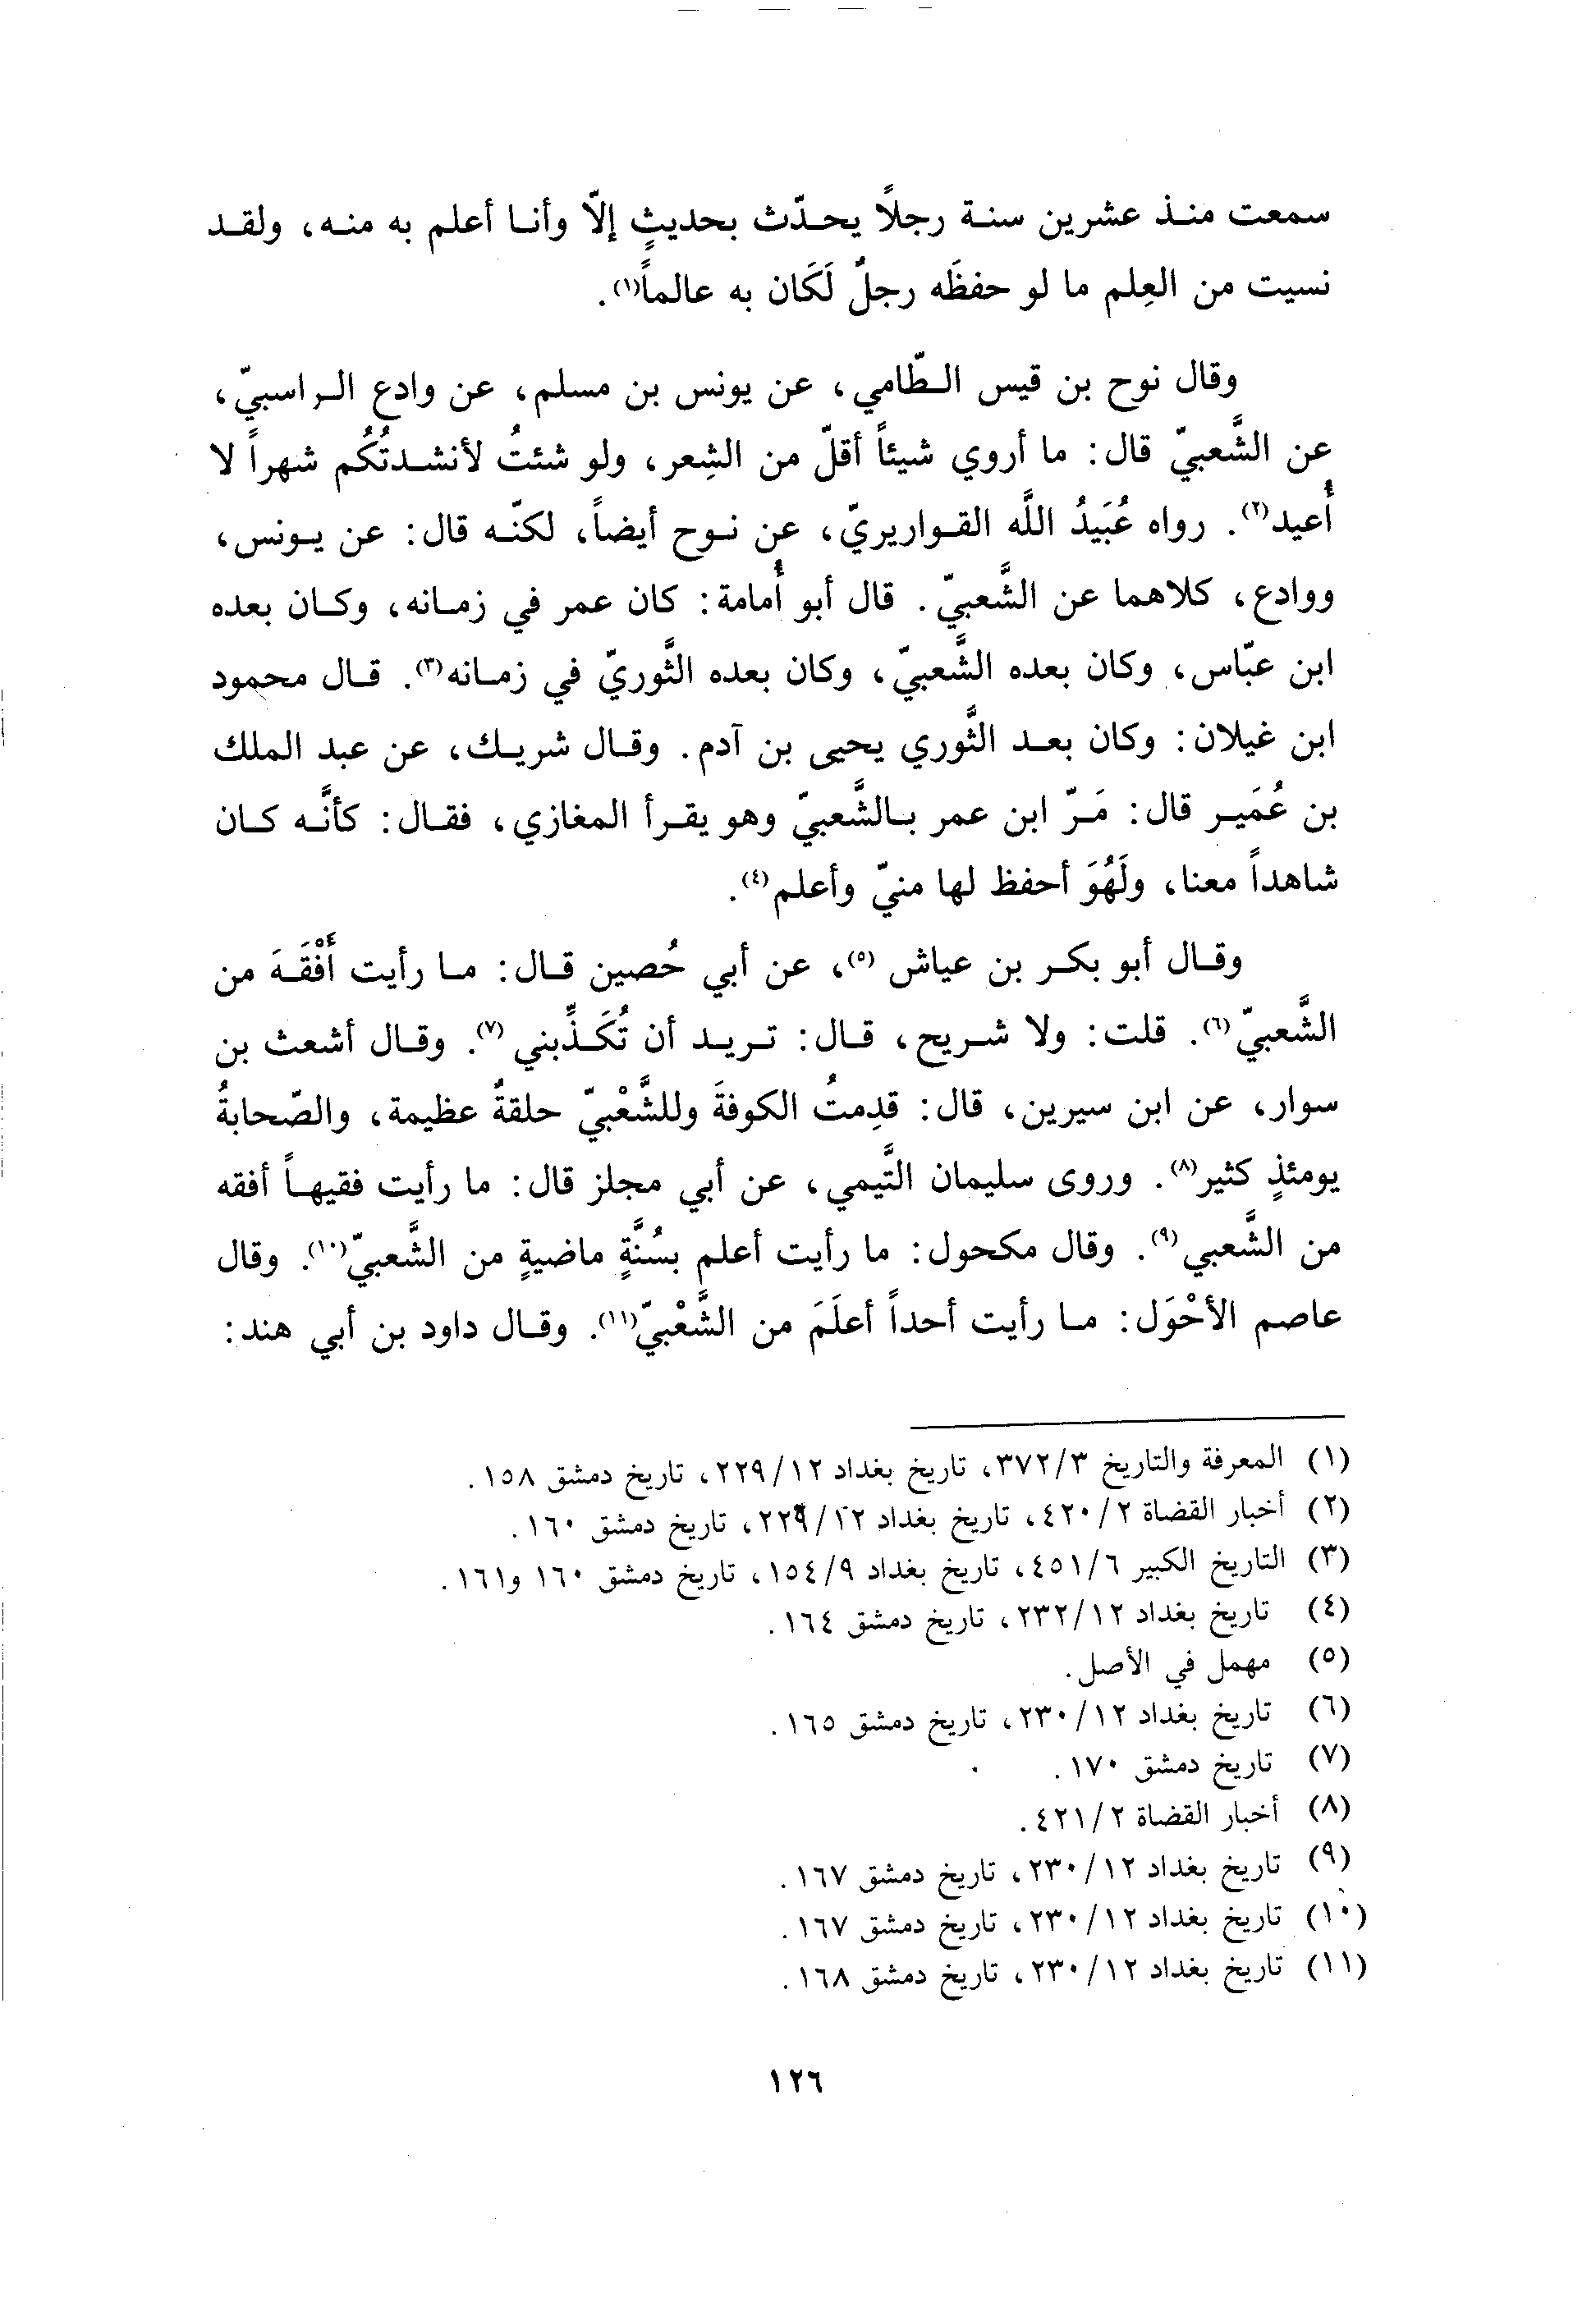 سمعت منذ عشرين سنة رجلاً يحدّث بحديثٍ إلّا وأنا أعلم به منه، ولقد
نسيت من العِلم ما لو حفظَه رجلٌ لَكَان به عالماً(١).
وقال نوح بن قيس الطّامي، عن يونس بن مسلم، عن وادع الراسبيّ،
عن الشَّعبيّ قال: ما أروي شيئاً أقلّ من الشِعر، ولو شئتُ لأنشدتُكُم شهراً لا
أُعيد(٢). رواه عُبَيدُ اللَّه القواريريّ، عن نوح أيضاً، لكنّه قال: عن يونس،
ووادع، كلاهما عن الشَّعبيّ. قال أبو أُمامة: كان عمر في زمانه، وكان بعده
ابن عبّاس، وكان بعده الشَّعبيّ، وكان بعده الثَّوريّ في زمانه(٣). قال محمود
ابن غيلان: وكان بعد الثَّوري يحيى بن آدم. وقال شريك، عن عبد الملك
بن عُمَير قال: مَرّ ابن عمر بالشَّعبيّ وهو يقرأ المغازي، فقال: كأنَّه كان
شاهداً معنا، ولَهُوَ أحفظ لها منيّ وأعلم(٤).
وقال أبو بكر بن عياش (٥)، عن أبي حُصين قال: ما رأيت أَفْقَهَ من
الشَّعبيّ(٦). قلت: ولا شريح، قال: تريد أن تُكَذِّبني(٧). وقال أشعث بن
سوار، عن ابن سيرين، قال: قدِمتُ الكوفةَ وللشَّعْبيّ حلقةٌ عظيمة، والصّحابةُ
يومئذٍ كثير(٨). وروى سليمان التَّيمي، عن أبي مجلز قال: ما رأيت فقيهاً أفقه
من الشَّعبي(٩). وقال مكحول: ما رأيت أعلم بسُنَّةٍ ماضيةٍ من الشَّعبيّ(١٠). وقال
عاصم الأحْوَل: ما رأيت أحداً أعلَمَ من الشَّعْبيّ(١١). وقال داود بن أبي هند:
(١) المعرفة والتاريخ ٣/ ٣٧٢، تاريخ بغداد ١٢/ ٢٢٩، تاريخ دمشق ١٥٨.
(٢) أخبار القضاة ٢/ ٤٢٠، تاريخ بغداد ١٢/ ٢٢٩، تاريخ دمشق ١٦٠.
(٣) التاريخ الكبير ٦/ ٤٥١، تاريخ بغداد ٩/ ١٥٤، تاريخ دمشق ١٦٠ و١٦١.
(٤) تاريخ بغداد ١٢/ ٢٣٢، تاريخ دمشق ١٦٤.
(٥) مهمل في الأصل.
(٦) تاريخ بغداد ١٢/ ٢٣٠، تاريخ دمشق ١٦٥.
(٧) تاريخ دمشق ١٧٠.
(٨) أخبار القضاة ٢/ ٤٢١.
(٩) تاريخ بغداد ١٢/ ٢٣٠، تاريخ دمشق ١٦٧.
(١٠) تاريخ بغداد ١٢/ ٢٣٠، تاريخ دمشق ١٦٧.
(١١) تاريخ بغداد ١٢/ ٢٣٠، تاريخ دمشق ١٦٨.
١٢٦